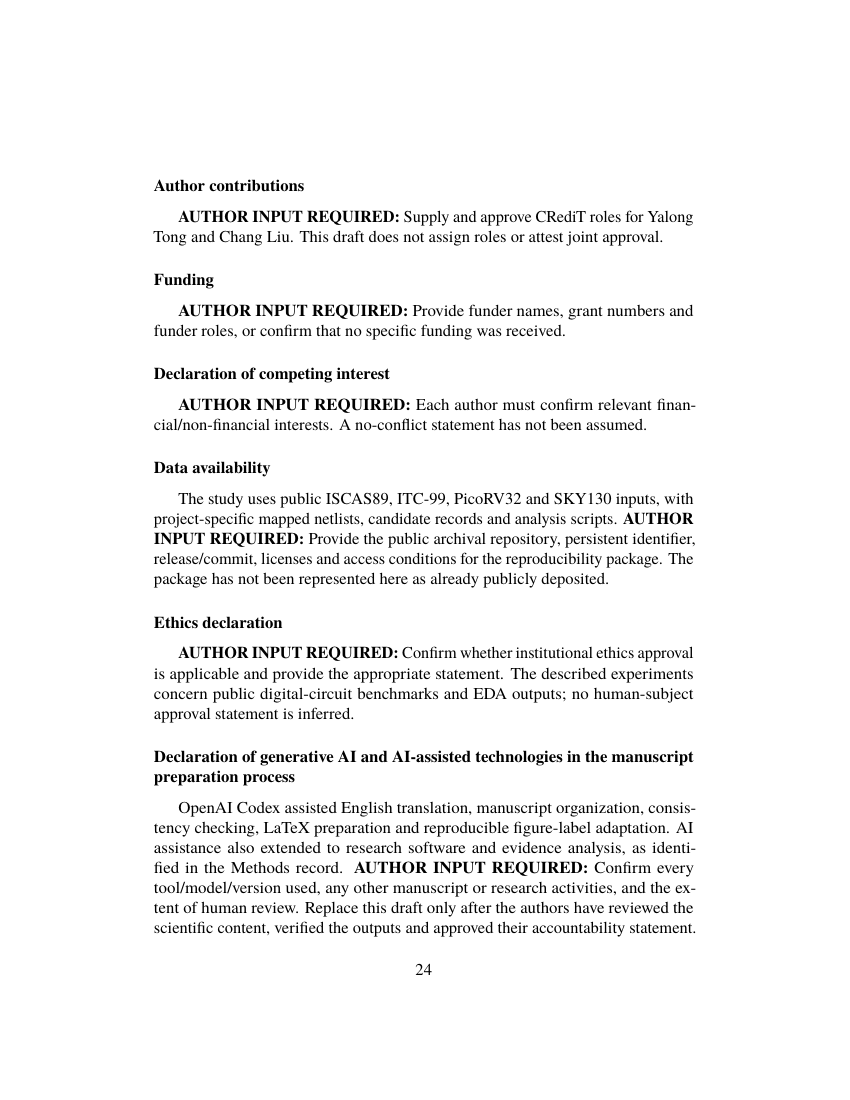 Author contributions
AUTHOR INPUT REQUIRED: Supply and approve CRediT roles for Yalong
Tong and Chang Liu. This draft does not assign roles or attest joint approval.
Funding
AUTHOR INPUT REQUIRED: Provide funder names, grant numbers and
funder roles, or confirm that no specific funding was received.
Declaration of competing interest
AUTHOR INPUT REQUIRED: Each author must confirm relevant finan-
cial/non-financial interests. A no-conflict statement has not been assumed.
Data availability
The study uses public ISCAS89, ITC-99, PicoRV32 and SKY130 inputs, with
project-specific mapped netlists, candidate records and analysis scripts. AUTHOR
INPUT REQUIRED: Provide the public archival repository, persistent identifier,
release/commit, licenses and access conditions for the reproducibility package. The
package has not been represented here as already publicly deposited.
Ethics declaration
AUTHOR INPUT REQUIRED: Confirm whether institutional ethics approval
is applicable and provide the appropriate statement. The described experiments
concern public digital-circuit benchmarks and EDA outputs; no human-subject
approval statement is inferred.
Declaration of generative AI and AI-assisted technologies in the manuscript
preparation process
OpenAI Codex assisted English translation, manuscript organization, consis-
tency checking, LaTeX preparation and reproducible figure-label adaptation. AI
assistance also extended to research software and evidence analysis, as identi-
fied in the Methods record. AUTHOR INPUT REQUIRED: Confirm every
tool/model/version used, any other manuscript or research activities, and the ex-
tent of human review. Replace this draft only after the authors have reviewed the
scientific content, verified the outputs and approved their accountability statement.
24